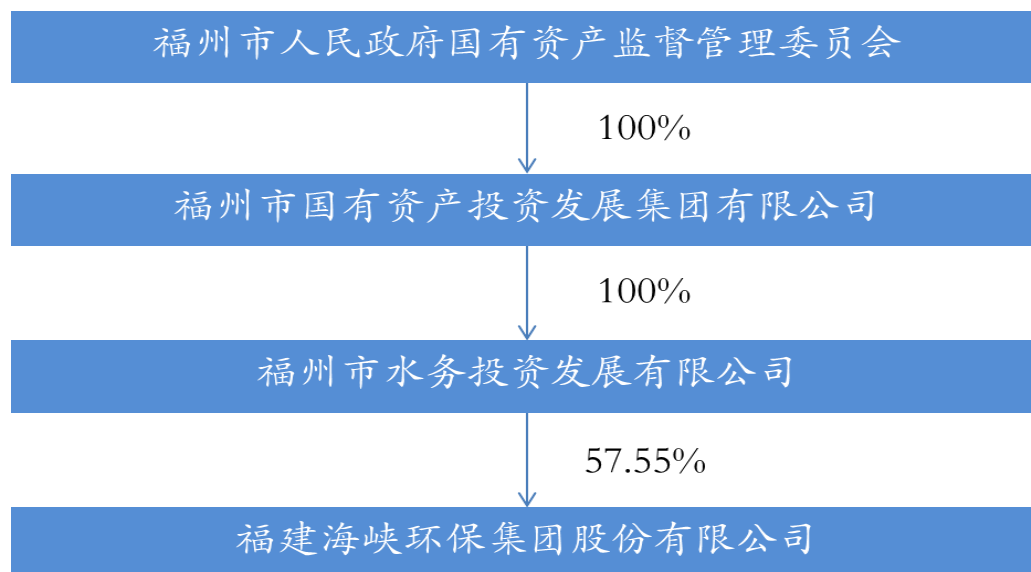 福州市人民政府国有资产监督管理委员会
100%
福州市国有资产投资发展集团有限公司
100%
福州市水务投资发展有限公司
57.55%
福建海峡环保集团股份有限公司